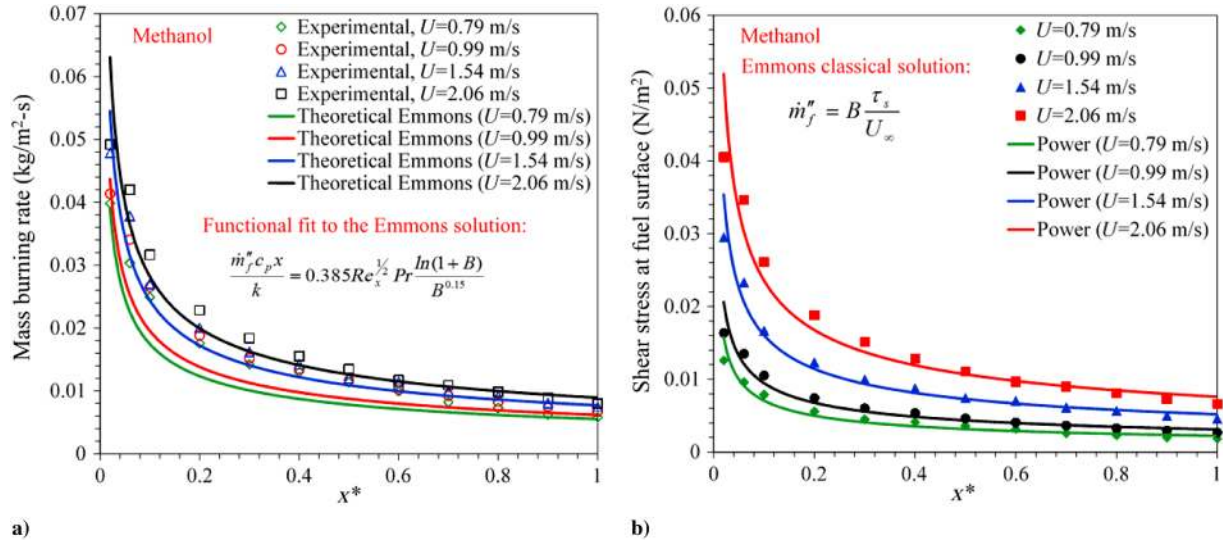 Methanol
Experimental, U=0.79 m/s
Experimental, U=0.99 m/s
Experimental, U=1.54 m/s
Experimental, U=2.06 m/s
Theoretical Emmons (U=0.79 m/s)
Theoretical Emmons (U=0.99 m/s)
Theoretical Emmons (U=1.54 m/s)
Theoretical Emmons (U=2.06 m/s)
Functional fit to the Emmons solution:
ṁ″_f c_p x / k = 0.385Re_x^{1/2} Pr ln(1 + B) / B^{0.15}
Mass burning rate (kg/m²-s)
0.07
0.06
0.05
0.04
0.03
0.02
0.01
0
0 0.2 0.4 0.6 0.8 1
x*
a)
Methanol
Emmons classical solution:
ṁ″_f = B τ_s / U_∞
U=0.79 m/s
U=0.99 m/s
U=1.54 m/s
U=2.06 m/s
Power (U=0.79 m/s)
Power (U=0.99 m/s)
Power (U=1.54 m/s)
Power (U=2.06 m/s)
Shear stress at fuel surface (N/m²)
0.06
0.05
0.04
0.03
0.02
0.01
0
0 0.2 0.4 0.6 0.8 1
x*
b)